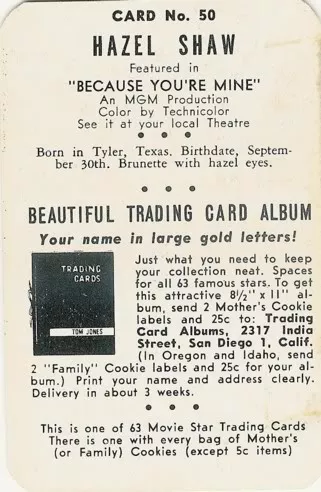 CARD No. 50
HAZEL SHAW
Featured in
"BECAUSE YOU'RE MINE"
An MGM Production
Color by Technicolor
See it at your local Theatre
Born in Tyler, Texas. Birthdate, Septem-
ber 30th. Brunette with hazel eyes.
BEAUTIFUL TRADING CARD ALBUM
Your name in large gold letters!
TRADING
CARDS
TOM JONES
Just what you need to keep
your collection neat. Spaces
for all 63 famous stars. To get
this attractive 8½" x 11" al-
bum, send 2 Mother's Cookie
labels and 25c to: Trading
Card Albums, 2317 India
Street, San Diego 1, Calif.
(In Oregon and Idaho, send
2 "Family" Cookie labels and 25c for your al-
bum.) Print your name and address clearly.
Delivery in about 3 weeks.
This is one of 63 Movie Star Trading Cards
There is one with every bag of Mother's
(or Family) Cookies (except 5c items)